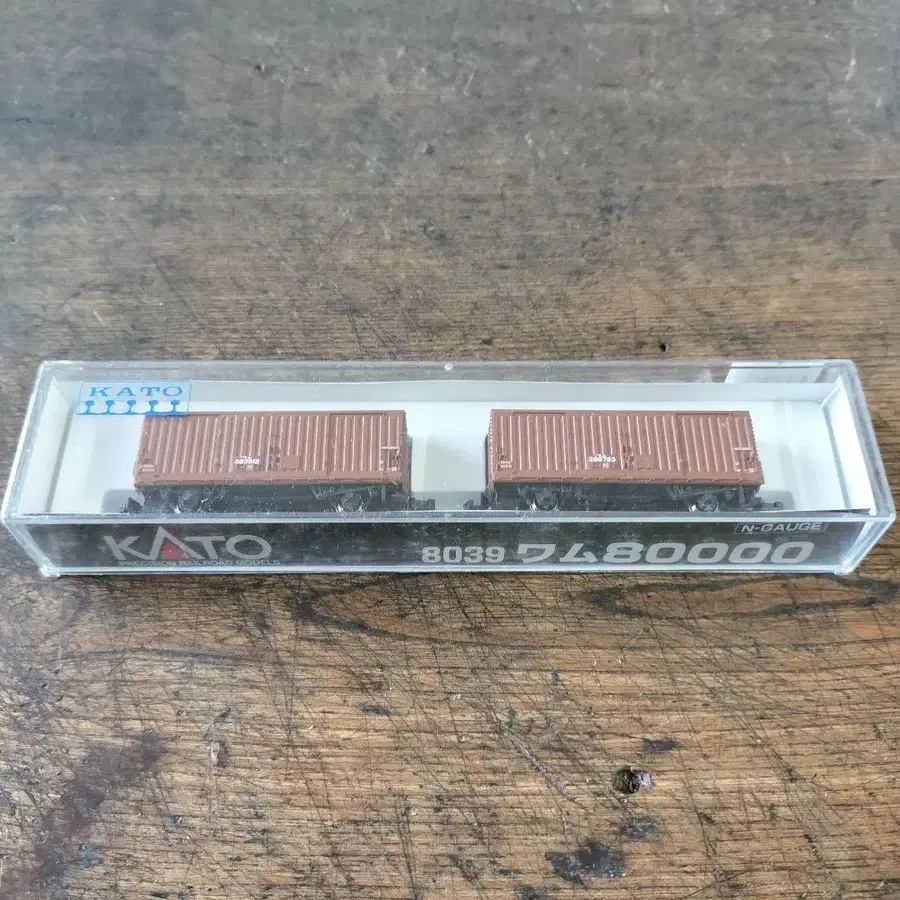 KATO
KATO
PRECISION RAILROAD MODELS
8039 ワム80000
N-GAUGE